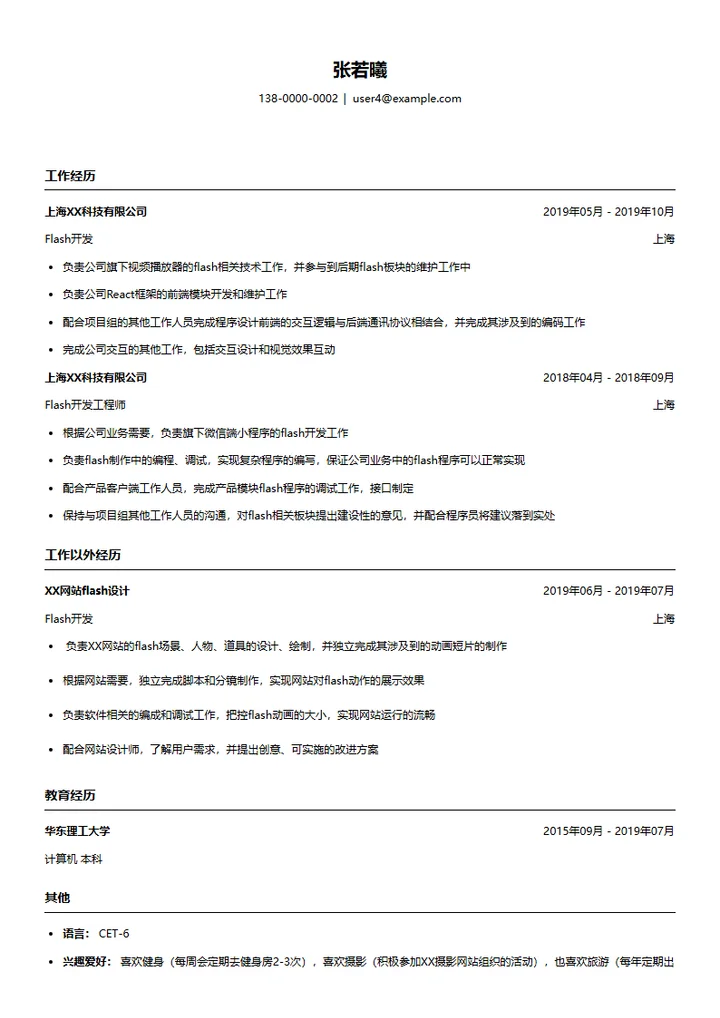 张若曦
138-0000-0002 | user4@example.com
工作经历
上海XX科技有限公司 2019年05月 - 2019年10月
Flash开发 上海
• 负责公司旗下视频播放器的flash相关技术工作，并参与到后期flash板块的维护工作中
• 负责公司React框架的前端模块开发和维护工作
• 配合项目组的其他工作人员完成程序设计前端的交互逻辑与后端通讯协议相结合，并完成其涉及到的编码工作
• 完成公司交互的其他工作，包括交互设计和视觉效果互动
上海XX科技有限公司 2018年04月 - 2018年09月
Flash开发工程师 上海
• 根据公司业务需要，负责旗下微信端小程序的flash开发工作
• 负责flash制作中的编程、调试，实现复杂程序的编写，保证公司业务中的flash程序可以正常实现
• 配合产品客户端工作人员，完成产品模块flash程序的调试工作，接口制定
• 保持与项目组其他工作人员的沟通，对flash相关板块提出建设性的意见，并配合程序员将建议落到实处
工作以外经历
XX网站flash设计 2019年06月 - 2019年07月
Flash开发 上海
• 负责XX网站的flash场景、人物、道具的设计、绘制，并独立完成其涉及到的动画短片的制作
• 根据网站需要，独立完成脚本和分镜制作，实现网站对flash动作的展示效果
• 负责软件相关的编成和调试工作，把控flash动画的大小，实现网站运行的流畅
• 配合网站设计师，了解用户需求，并提出创意、可实施的改进方案
教育经历
华东理工大学 2015年09月 - 2019年07月
计算机 本科
其他
• 语言： CET-6
• 兴趣爱好： 喜欢健身（每周会定期去健身房2-3次），喜欢摄影（积极参加XX摄影网站组织的活动），也喜欢旅游（每年定期出